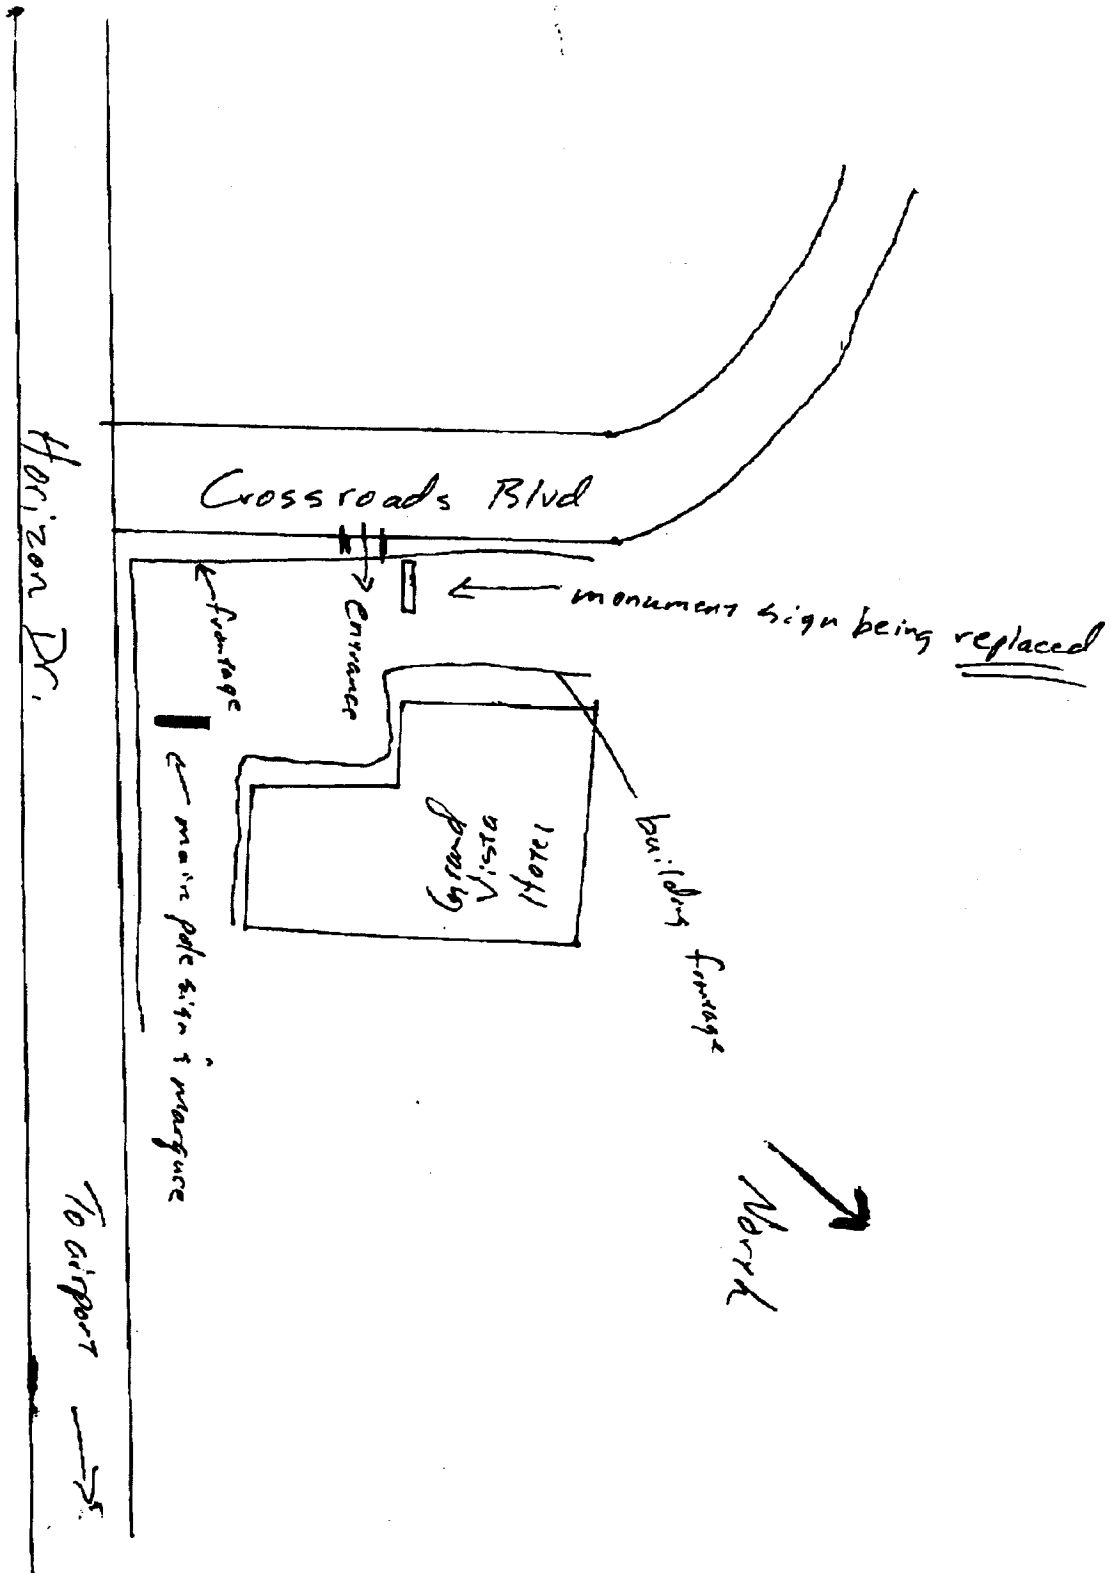 Crossroads Blvd
Horizon Dr.
← frontage
→ entrance
← monument sign being replaced
← main pole sign & marquee
Grand
Vista
Hotel
building frontage
North
To airport →